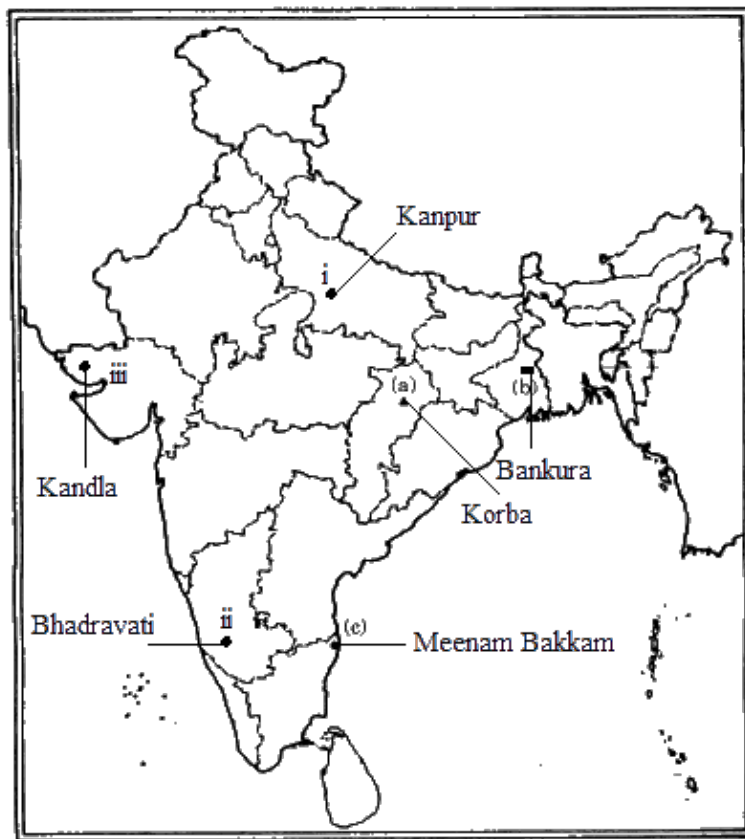 Kanpur
i
iii
(a)
(b)
Kandla
Bankura
Korba
Bhadravati
ii
(c)
Meenam Bakkam